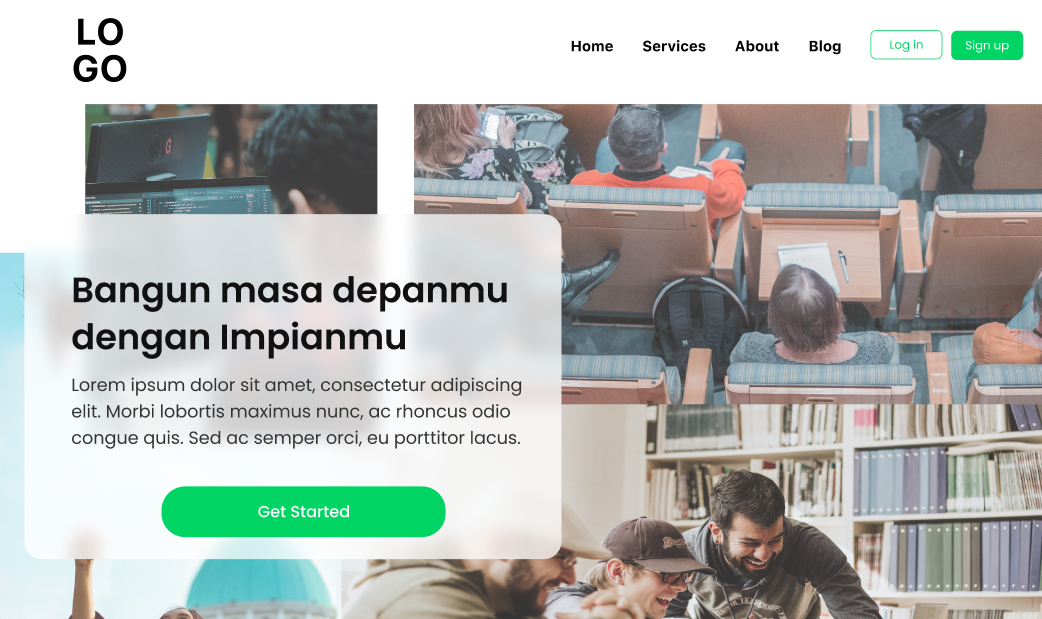 LO
GO
Home Services About Blog Log in Sign up
Bangun masa depanmu
dengan Impianmu
Lorem ipsum dolor sit amet, consectetur adipiscing
elit. Morbi lobortis maximus nunc, ac rhoncus odio
congue quis. Sed ac semper orci, eu porttitor lacus.
Get Started